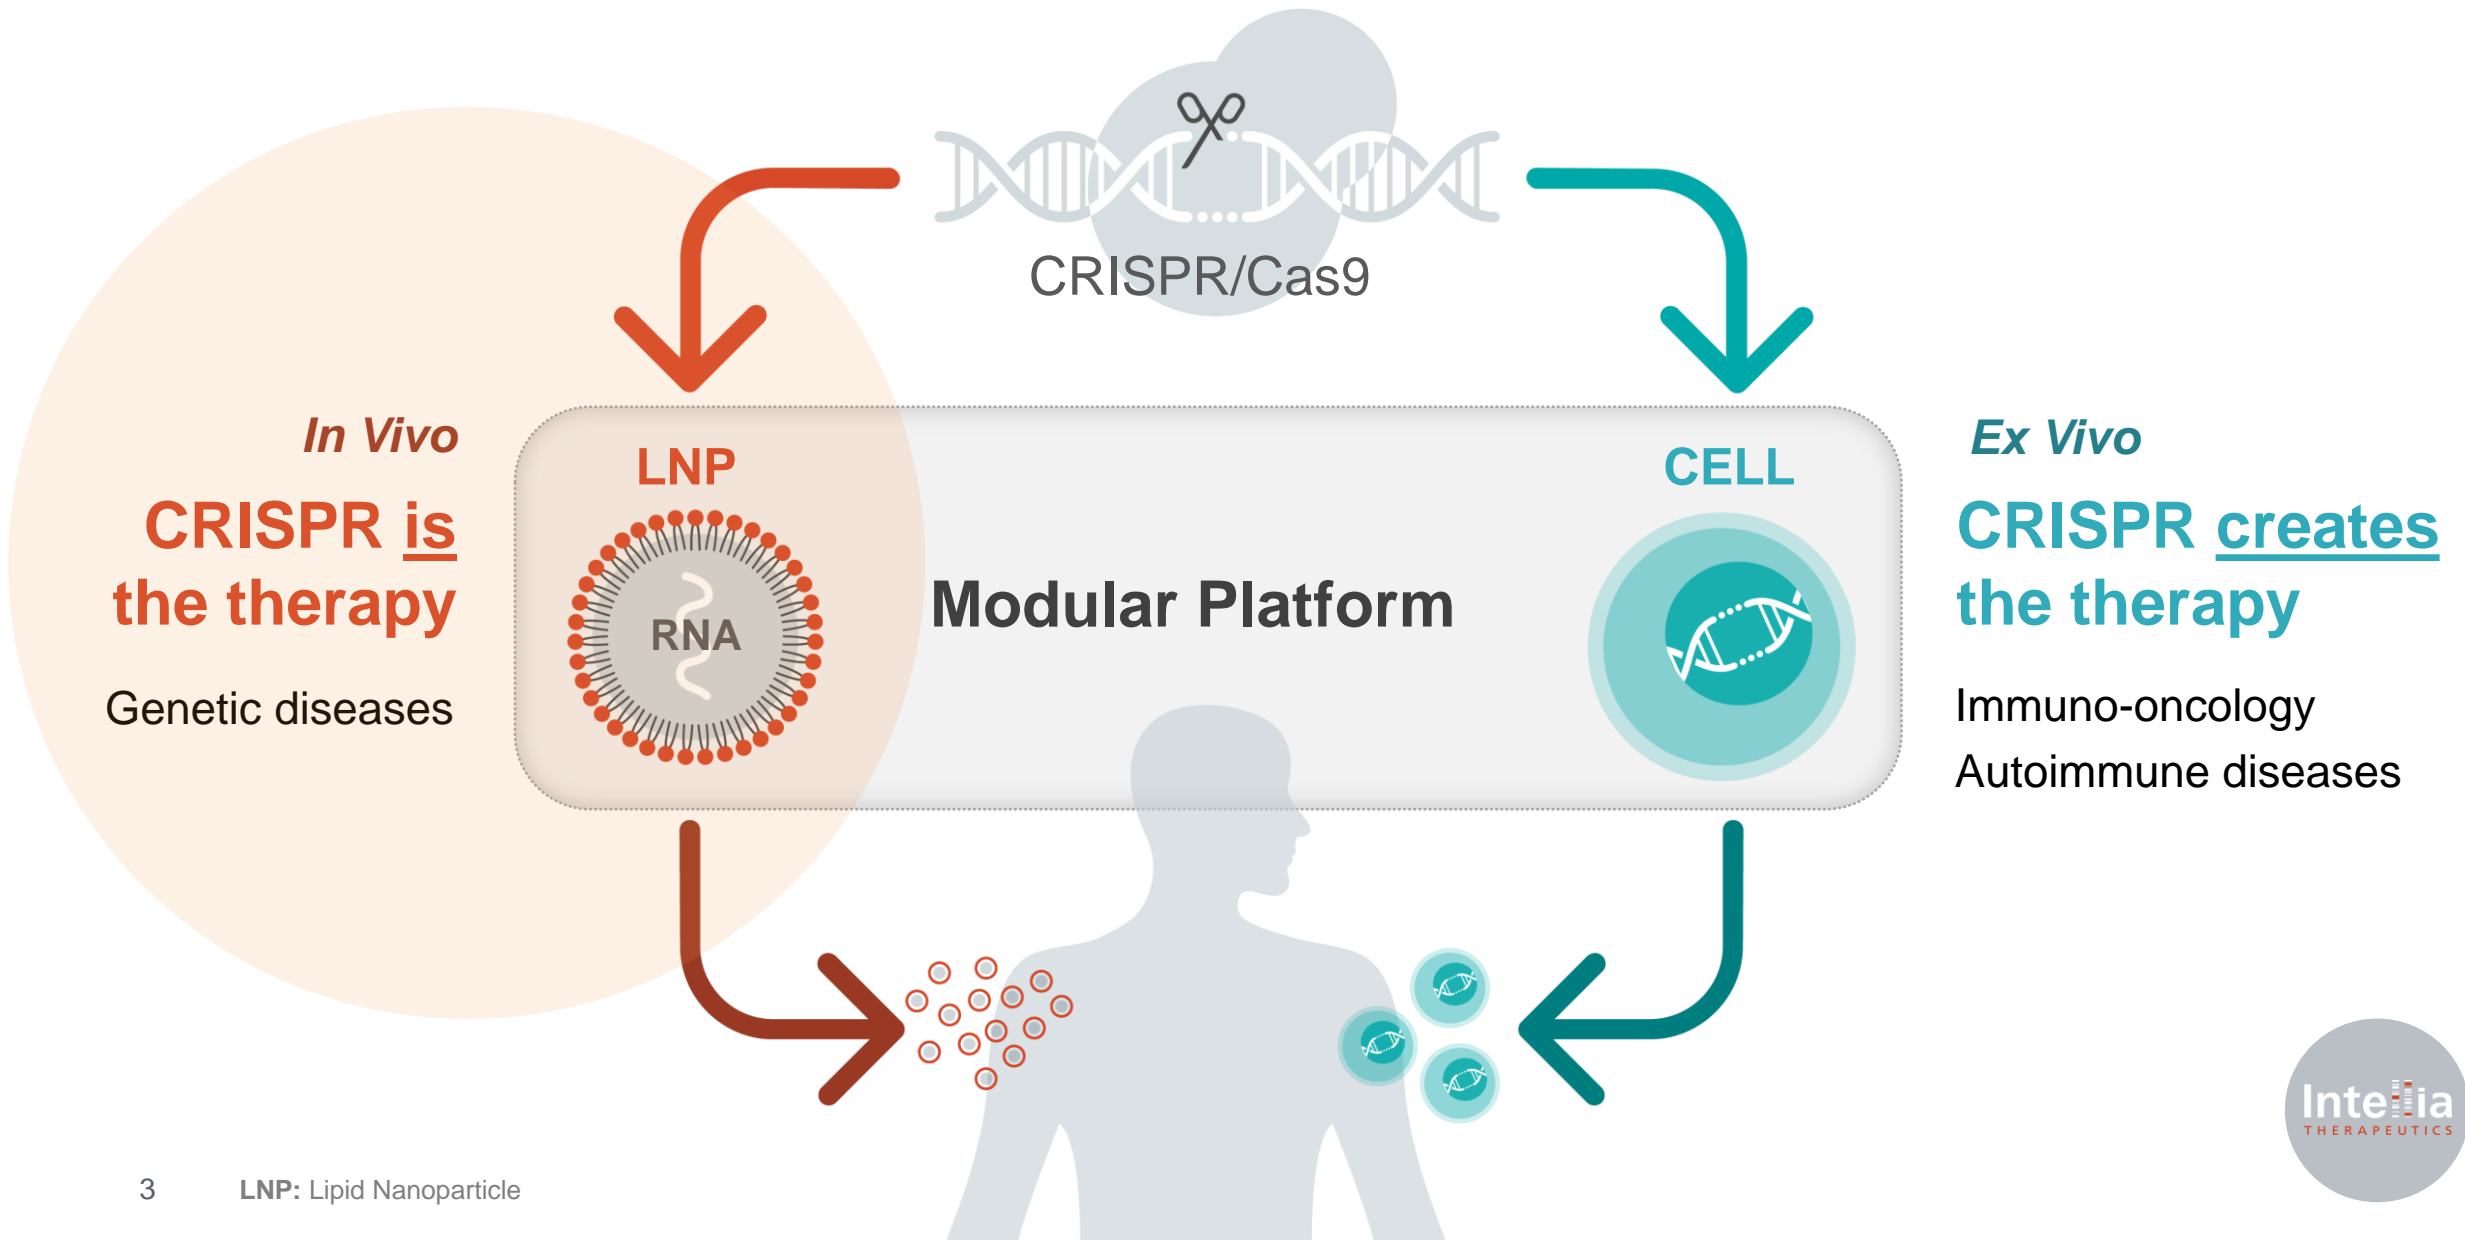 CRISPR/Cas9
In Vivo
CRISPR is
the therapy
Genetic diseases
LNP
RNA
Modular Platform
CELL
Ex Vivo
CRISPR creates
the therapy
Immuno-oncology
Autoimmune diseases
Intellia
THERAPEUTICS
3
LNP: Lipid Nanoparticle